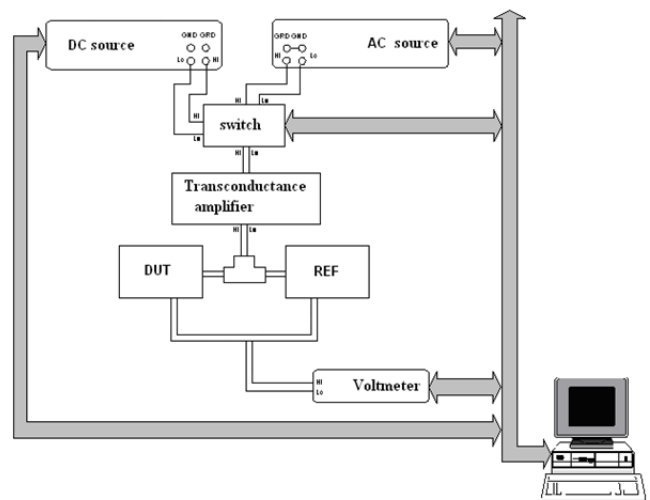 DC source
GND GRD
Lo HI
AC source
GRD GND
HI Lo
HI Lo
HI
Lo
switch
HI Lo
Transconductance
amplifier
HI Lo
DUT
REF
HI
Lo
Voltmeter